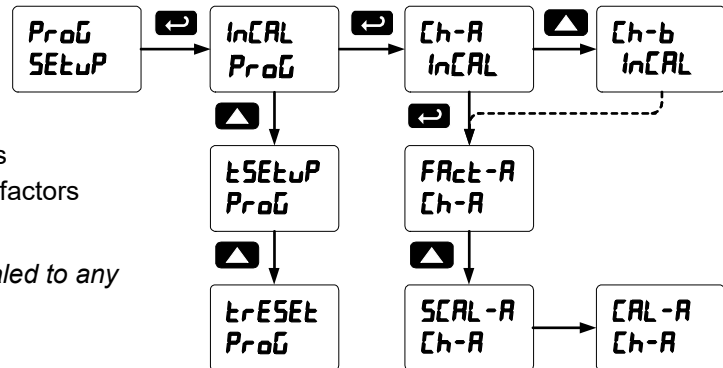 ProG
SEtuP
InCAL
ProG
Ch-A
InCAL
Ch-b
InCAL
s
factors
tSEtuP
ProG
FAct-A
Ch-A
aled to any
trESEt
ProG
SCAL-A
Ch-A
CAL-A
Ch-A